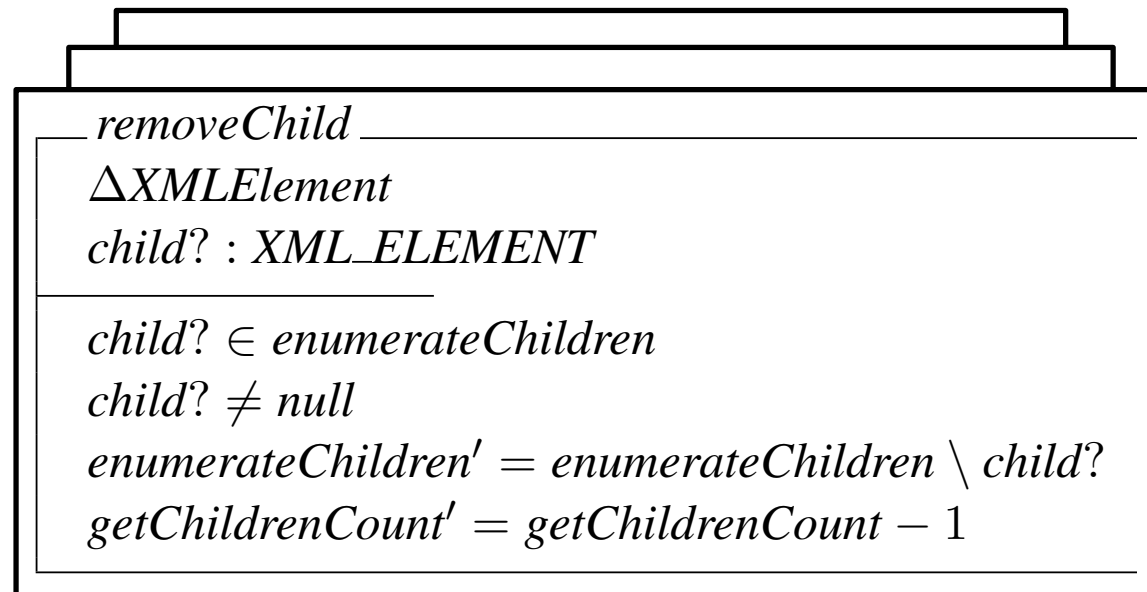 removeChild
ΔXMLElement
child? : XML_ELEMENT
child? ∈ enumerateChildren
child? ≠ null
enumerateChildren′ = enumerateChildren \ child?
getChildrenCount′ = getChildrenCount − 1